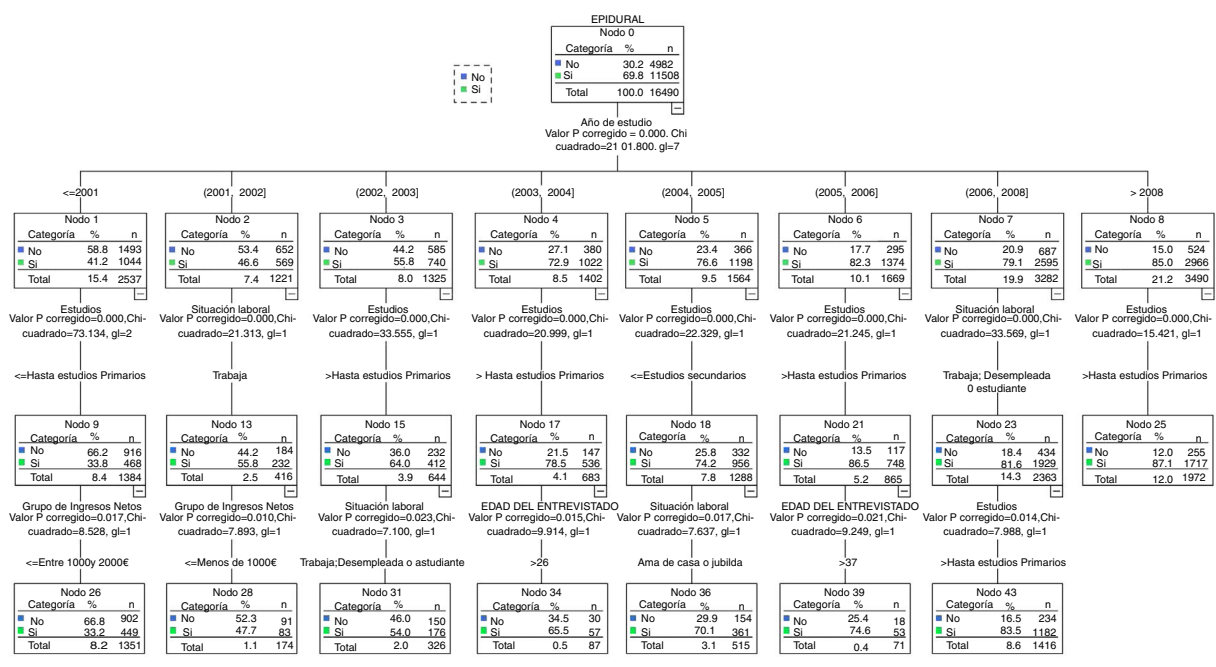 EPIDURAL
Nodo 0
Categoría % n
No 30.2 4982
Si 69.8 11508
Total 100.0 16490
No
Si
Año de estudio
Valor P corregido = 0.000. Chi
cuadrado=21 01.800. gl=7
<=2001
(2001, 2002]
(2002, 2003]
(2003, 2004]
(2004, 2005]
(2005, 2006]
(2006, 2008]
> 2008
Nodo 1
Categoría % n
No 58.8 1493
Si 41.2 1044
Total 15.4 2537
Estudios
Valor P corregido=0.000,Chi-
cuadrado=73.134, gl=2
Nodo 2
Categoría % n
No 53.4 652
Si 46.6 569
Total 7.4 1221
Situación laboral
Valor P corregido=0.000,Chi-
cuadrado=21.313, gl=1
Nodo 3
Categoría % n
No 44.2 585
Si 55.8 740
Total 8.0 1325
Estudios
Valor P corregido=0.000,Chi-
cuadrado=33.555, gl=1
Nodo 4
Categoría % n
No 27.1 380
Si 72.9 1022
Total 8.5 1402
Estudios
Valor P corregido=0.000,Chi-
cuadrado=20.999, gl=1
Nodo 5
Categoría % n
No 23.4 366
Si 76.6 1198
Total 9.5 1564
Estudios
Valor P corregido=0.000,Chi-
cuadrado=22.329, gl=1
Nodo 6
Categoría % n
No 17.7 295
Si 82.3 1374
Total 10.1 1669
Estudios
Valor P corregido=0.000,Chi-
cuadrado=21.245, gl=1
Nodo 7
Categoría % n
No 20.9 687
Si 79.1 2595
Total 19.9 3282
Situación laboral
Valor P corregido=0.000,Chi-
cuadrado=33.569, gl=1
Nodo 8
Categoría % n
No 15.0 524
Si 85.0 2966
Total 21.2 3490
Estudios
Valor P corregido=0.000,Chi-
cuadrado=15.421, gl=1
<=Hasta estudios Primarios
Trabaja
>Hasta estudios Primarios
> Hasta estudios Primarios
<=Estudios secundarios
>Hasta estudios Primarios
Trabaja; Desempleada
0 estudiante
>Hasta estudios Primarios
Nodo 9
Categoría % n
No 66.2 916
Si 33.8 468
Total 8.4 1384
Grupo de Ingresos Netos
Valor P corregido=0.017,Chi-
cuadrado=8.528, gl=1
Nodo 13
Categoría % n
No 44.2 184
Si 55.8 232
Total 2.5 416
Grupo de Ingresos Netos
Valor P corregido=0.010,Chi-
cuadrado=7.893, gl=1
Nodo 15
Categoría % n
No 36.0 232
Si 64.0 412
Total 3.9 644
Situación laboral
Valor P corregido=0.023,Chi-
cuadrado=7.100, gl=1
Nodo 17
Categoría % n
No 21.5 147
Si 78.5 536
Total 4.1 683
EDAD DEL ENTREVISTADO
Valor P corregido=0.015,Chi-
cuadrado=9.914, gl=1
Nodo 18
Categoría % n
No 25.8 332
Si 74.2 956
Total 7.8 1288
Situación laboral
Valor P corregido=0.017,Chi-
cuadrado=7.637, gl=1
Nodo 21
Categoría % n
No 13.5 117
Si 86.5 748
Total 5.2 865
EDAD DEL ENTREVISTADO
Valor P corregido=0.021,Chi-
cuadrado=9.249, gl=1
Nodo 23
Categoría % n
No 18.4 434
Si 81.6 1929
Total 14.3 2363
Estudios
Valor P corregido=0.014,Chi-
cuadrado=7.988, gl=1
Nodo 25
Categoría % n
No 12.0 255
Si 87.1 1717
Total 12.0 1972
<=Entre 1000y 2000€
<=Menos de 1000€
Trabaja;Desempleada o astudiante
>26
Ama de casa o jubilda
>37
>Hasta estudios Primarios
Nodo 26
Categoría % n
No 66.8 902
Si 33.2 449
Total 8.2 1351
Nodo 28
Categoría % n
No 52.3 91
Si 47.7 83
Total 1.1 174
Nodo 31
Categoría % n
No 46.0 150
Si 54.0 176
Total 2.0 326
Nodo 34
Categoría % n
No 34.5 30
Si 65.5 57
Total 0.5 87
Nodo 36
Categoría % n
No 29.9 154
Si 70.1 361
Total 3.1 515
Nodo 39
Categoría % n
No 25.4 18
Si 74.6 53
Total 0.4 71
Nodo 43
Categoría % n
No 16.5 234
Si 83.5 1182
Total 8.6 1416